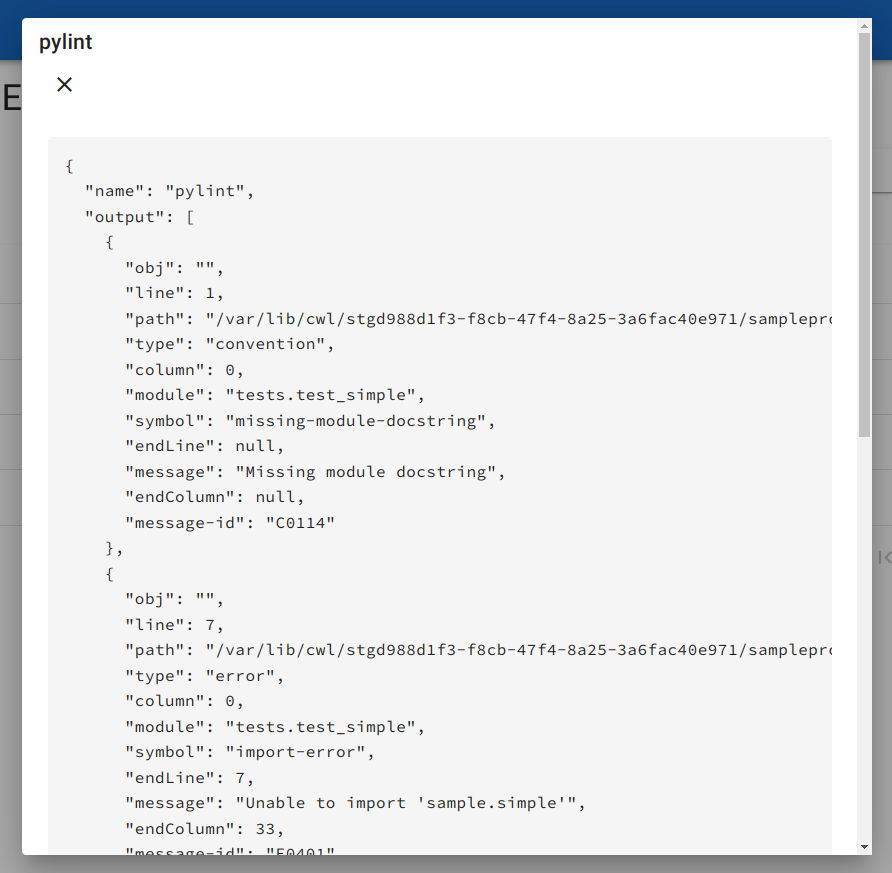 pylint
E
{
  "name": "pylint",
  "output": [
    {
      "obj": "",
      "line": 1,
      "path": "/var/lib/cwl/stgd988d1f3-f8cb-47f4-8a25-3a6fac40e971/samplepro
      "type": "convention",
      "column": 0,
      "module": "tests.test_simple",
      "symbol": "missing-module-docstring",
      "endLine": null,
      "message": "Missing module docstring",
      "endColumn": null,
      "message-id": "C0114"
    },
    {
      "obj": "",
      "line": 7,
      "path": "/var/lib/cwl/stgd988d1f3-f8cb-47f4-8a25-3a6fac40e971/samplepro
      "type": "error",
      "column": 0,
      "module": "tests.test_simple",
      "symbol": "import-error",
      "endLine": 7,
      "message": "Unable to import 'sample.simple'",
      "endColumn": 33,
      "message-id": "E0401"